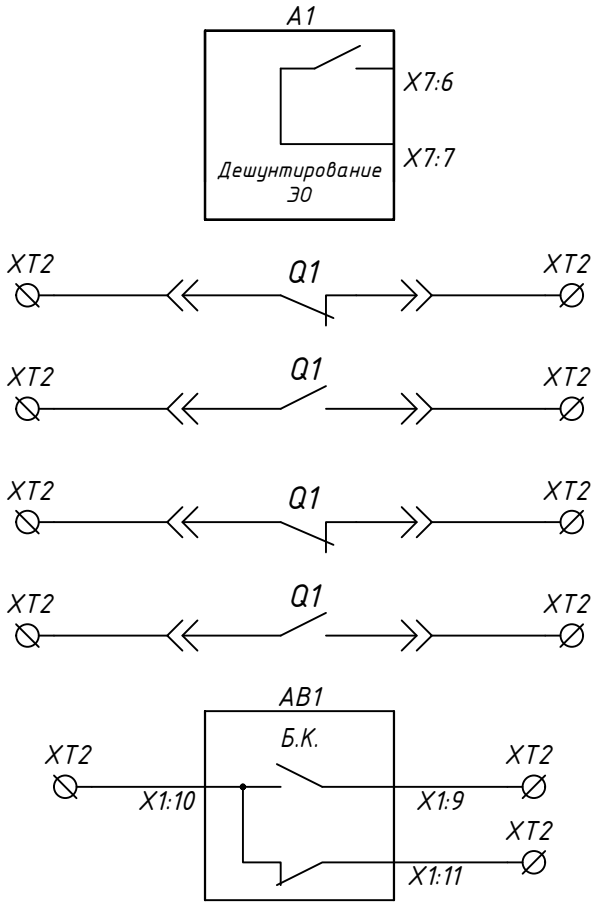 A1
X7:6
X7:7
Дешунтирование
ЭО
XT2 Q1 XT2
XT2 Q1 XT2
XT2 Q1 XT2
XT2 Q1 XT2
AB1
Б.К.
XT2 XT2
X1:10 X1:9
XT2
X1:11